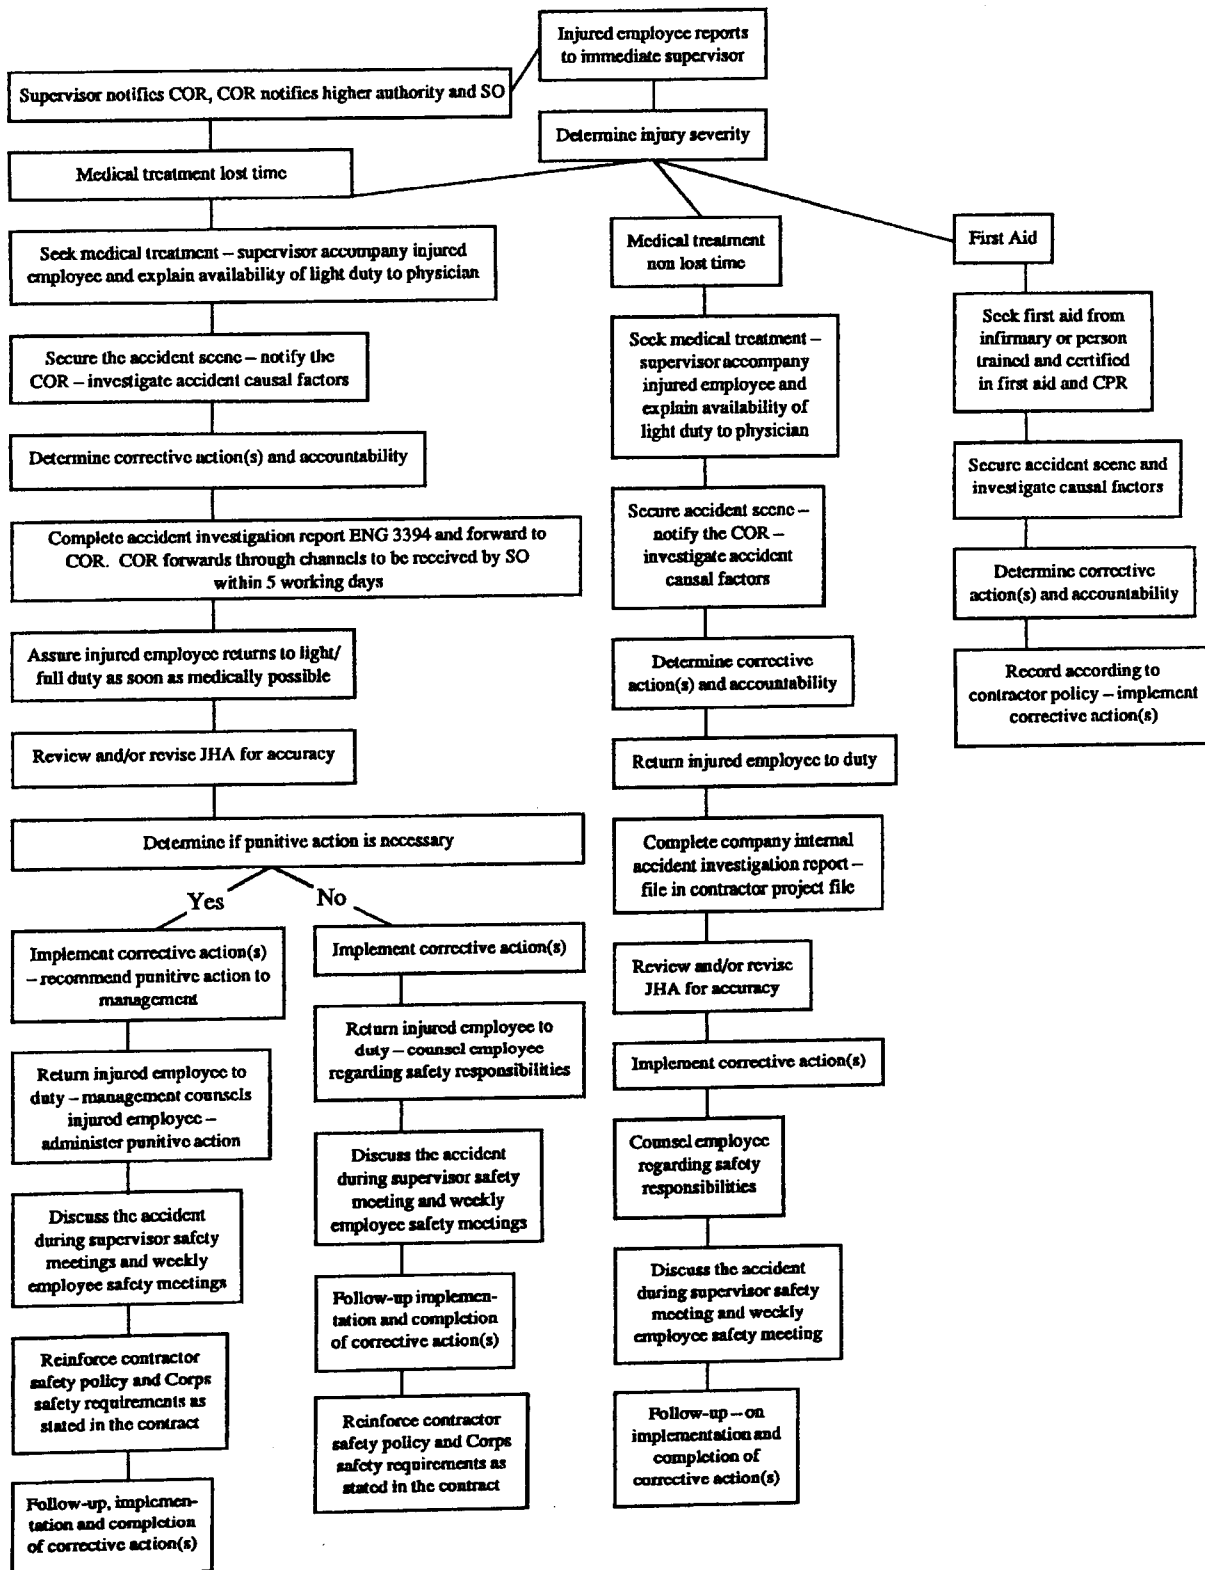 Injured employee reports
to immediate supervisor
Supervisor notifies COR, COR notifies higher authority and SO
Determine injury severity
Medical treatment lost time
Seek medical treatment – supervisor accompany injured
employee and explain availability of light duty to physician
Secure the accident scene – notify the
COR – investigate accident causal factors
Determine corrective action(s) and accountability
Complete accident investigation report ENG 3394 and forward to
COR. COR forwards through channels to be received by SO
within 5 working days
Assure injured employee returns to light/
full duty as soon as medically possible
Review and/or revise JHA for accuracy
Determine if punitive action is necessary
Yes
No
Implement corrective action(s)
– recommend punitive action to
management
Return injured employee to
duty – management counsels
injured employee –
administer punitive action
Discuss the accident
during supervisor safety
meetings and weekly
employee safety meetings
Reinforce contractor
safety policy and Corps
safety requirements as
stated in the contract
Follow-up, implemen-
tation and completion
of corrective action(s)
Implement corrective action(s)
Return injured employee to
duty – counsel employee
regarding safety responsibilities
Discuss the accident
during supervisor safety
meeting and weekly
employee safety meetings
Follow-up implemen-
tation and completion
of corrective action(s)
Reinforce contractor
safety policy and Corps
safety requirements as
stated in the contract
Medical treatment
non lost time
Seek medical treatment –
supervisor accompany
injured employee and
explain availability of
light duty to physician
Secure accident scene –
notify the COR –
investigate accident
causal factors
Determine corrective
action(s) and accountability
Return injured employee to duty
Complete company internal
accident investigation report –
file in contractor project file
Review and/or revise
JHA for accuracy
Implement corrective action(s)
Counsel employee
regarding safety
responsibilities
Discuss the accident
during supervisor safety
meeting and weekly
employee safety meeting
Follow-up – on
implementation and
completion of
corrective action(s)
First Aid
Seek first aid from
infirmary or person
trained and certified
in first aid and CPR
Secure accident scene and
investigate causal factors
Determine corrective
action(s) and accountability
Record according to
contractor policy – implement
corrective action(s)